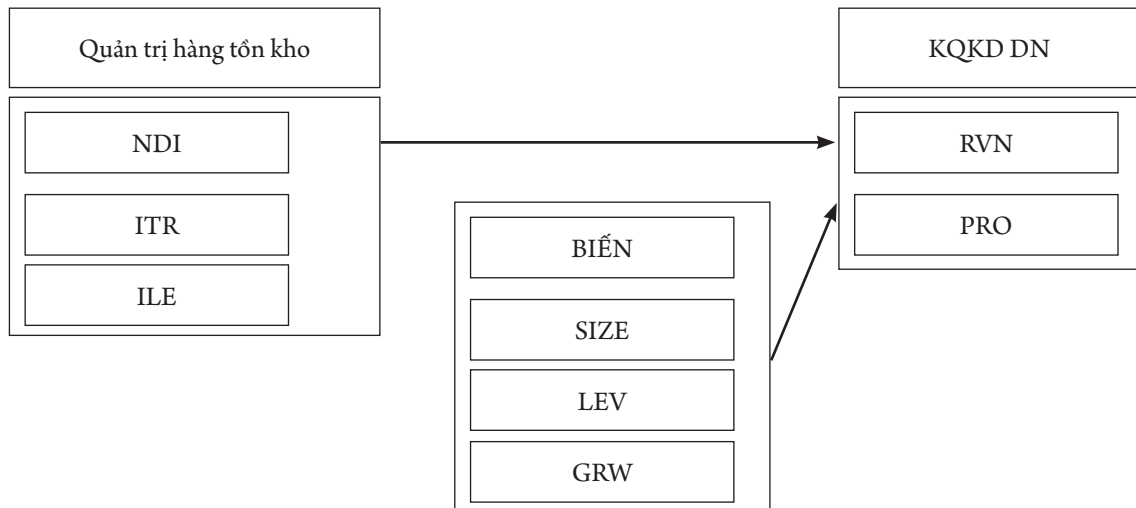 Quản trị hàng tồn kho
KQKD DN
NDI
ITR
ILE
BIẾN
SIZE
LEV
GRW
RVN
PRO